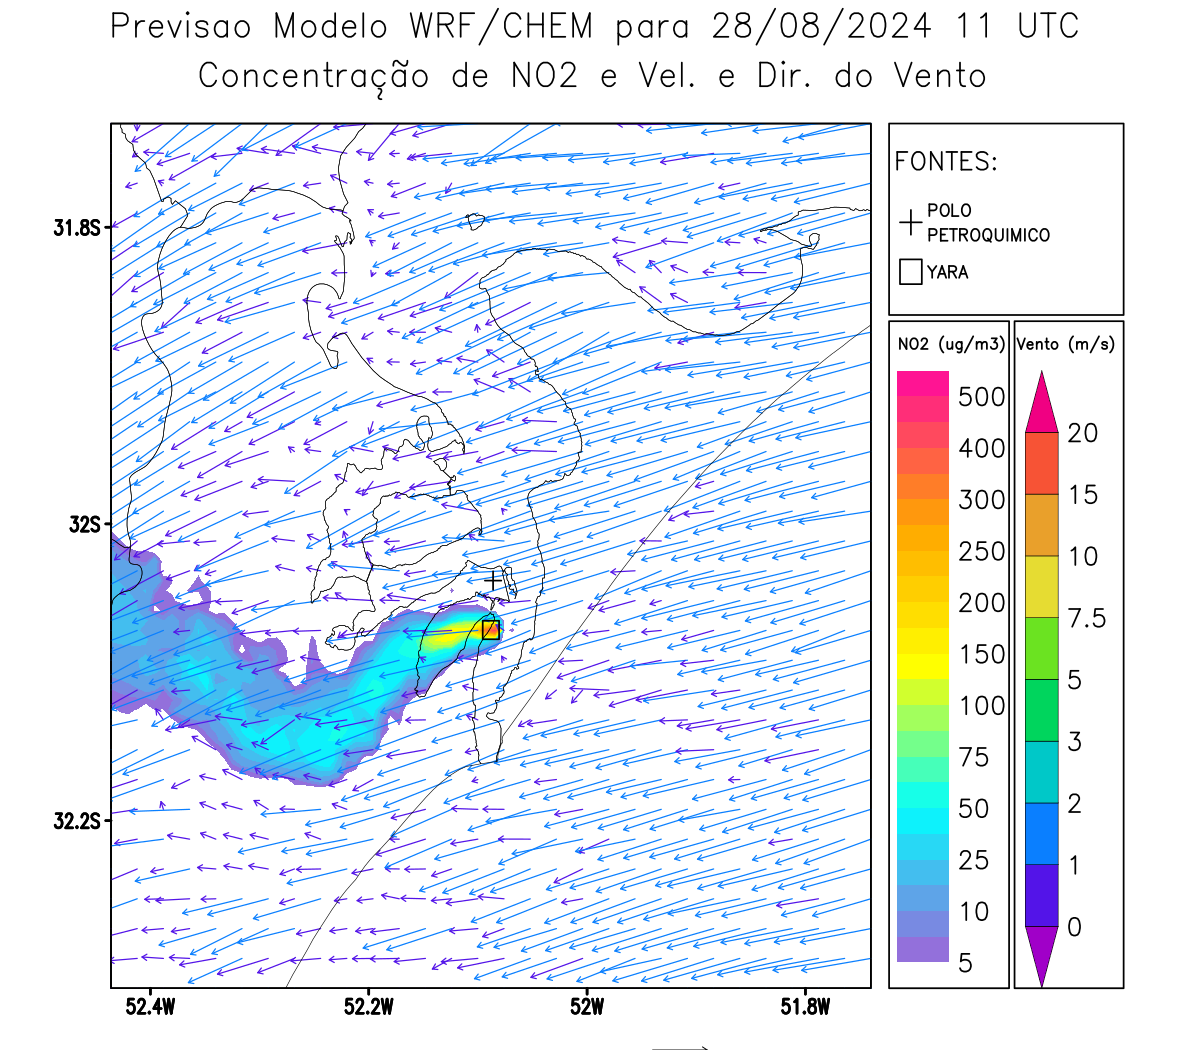 Previsao Modelo WRF/CHEM para 28/08/2024 11 UTC
Concentração de NO2 e Vel. e Dir. do Vento
FONTES:
POLO
PETROQUIMICO
YARA
NO2 (ug/m3)
500
400
300
250
200
150
100
75
50
25
10
5
Vento (m/s)
20
15
10
7.5
5
3
2
1
0
31.8S
32S
32.2S
52.4W
52.2W
52W
51.8W